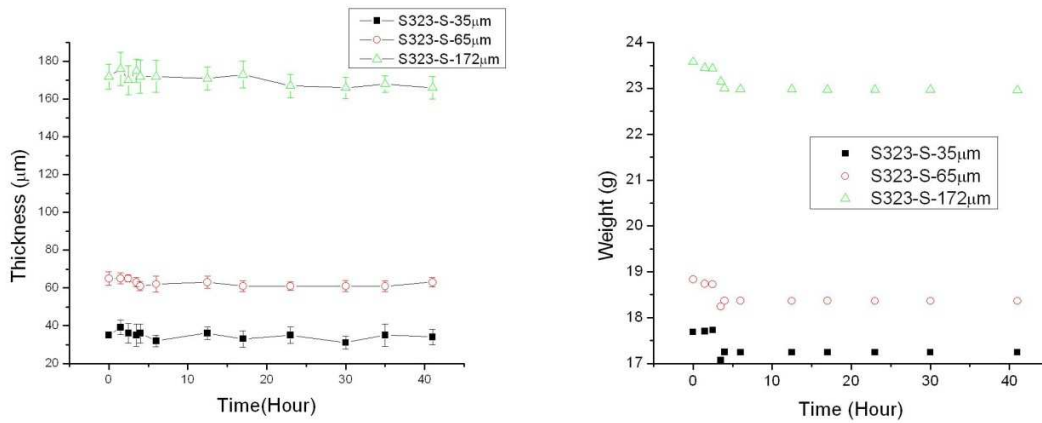 S323-S-35μm
S323-S-65μm
S323-S-172μm
180
160
140
120
100
80
60
40
20
Thickness (μm)
0 10 20 30 40
Time(Hour)
24
23
22
21
20
19
18
17
Weight (g)
S323-S-35μm
S323-S-65μm
S323-S-172μm
0 10 20 30 40
Time (Hour)